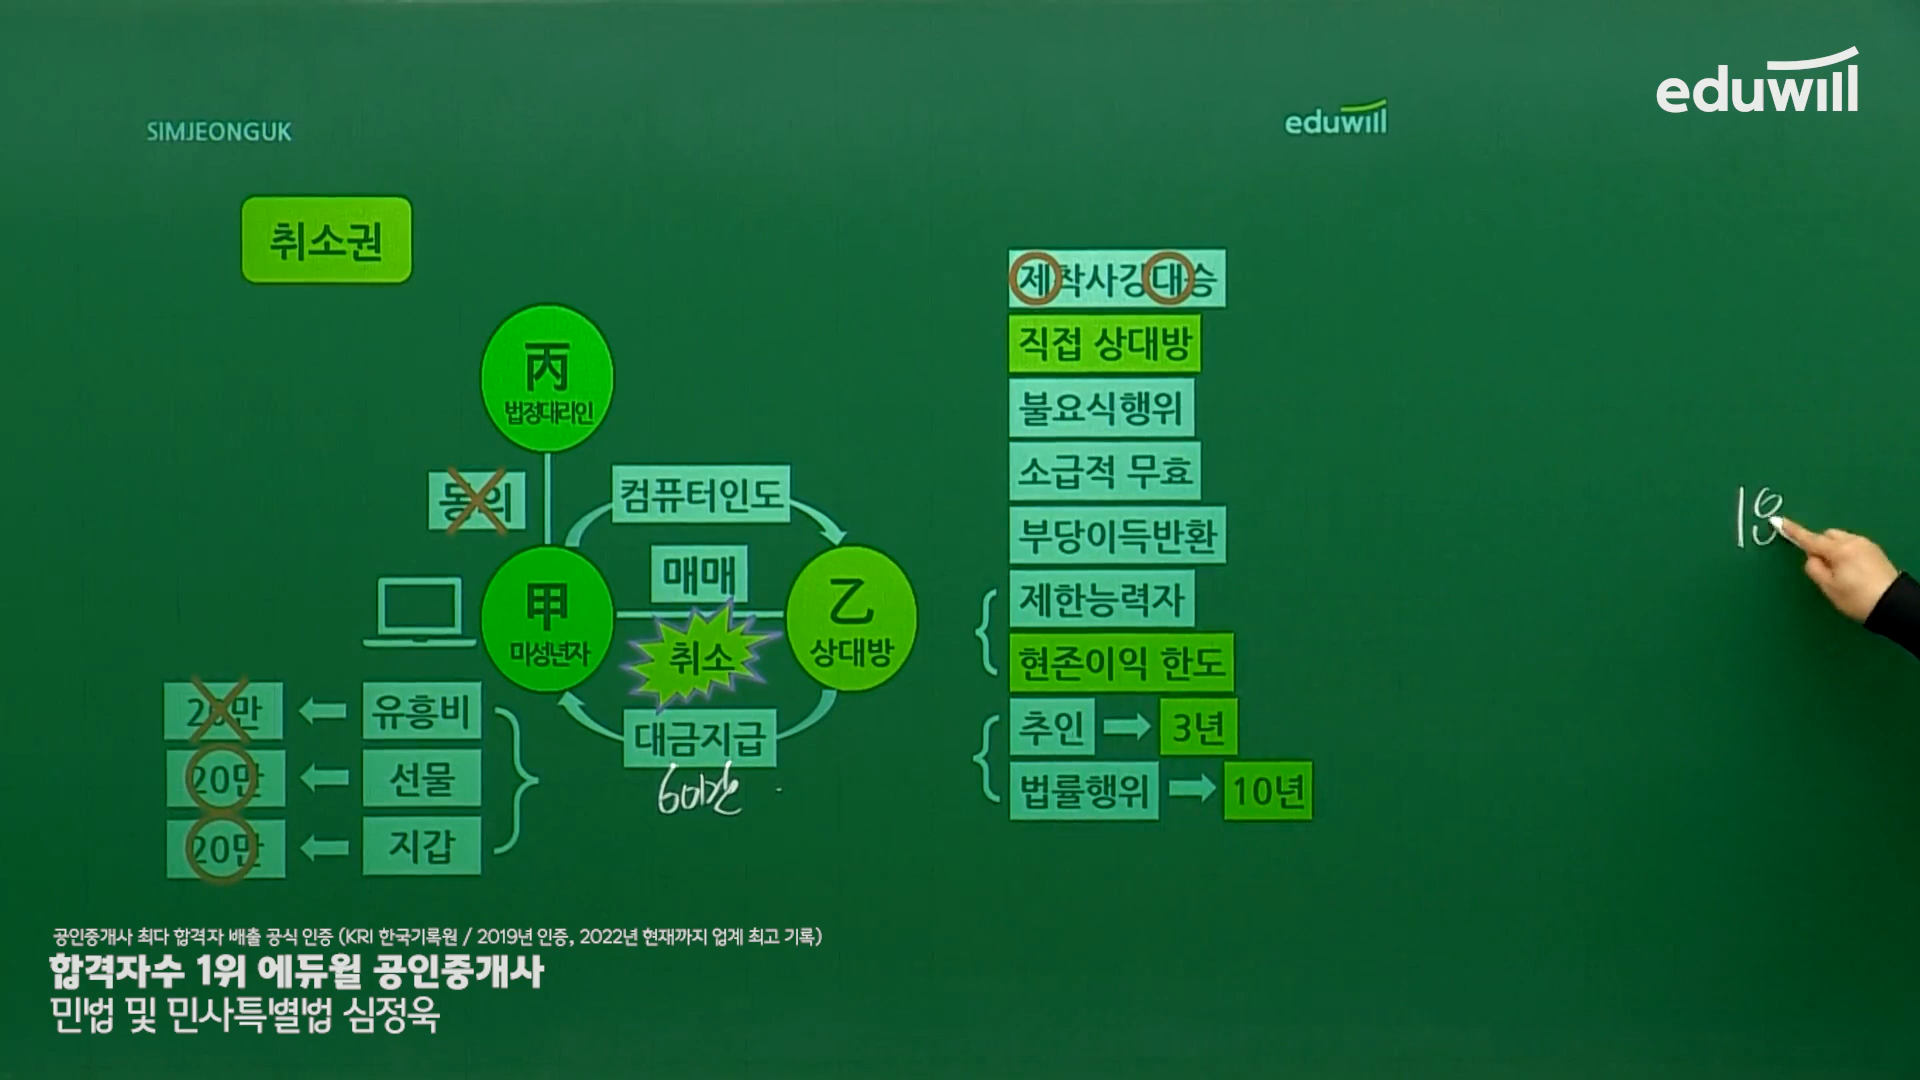 eduwill
SIMJEONGUK
eduwill
취소권
丙
법정대리인
동의
컴퓨터인도
매매
甲
미성년자
乙
상대방
취소
대금지급
20만
유흥비
20만
선물
20만
지갑
제착사강대승
직접 상대방
불요식행위
소급적 무효
부당이득반환
제한능력자
현존이익 한도
추인
3년
법률행위
10년
18
공인중개사 최다 합격자 배출 공식 인증 (KRI 한국기록원 / 2019년 인증, 2022년 현재까지 업계 최고 기록)
합격자수 1위 에듀윌 공인중개사
민법 및 민사특별법 심정욱